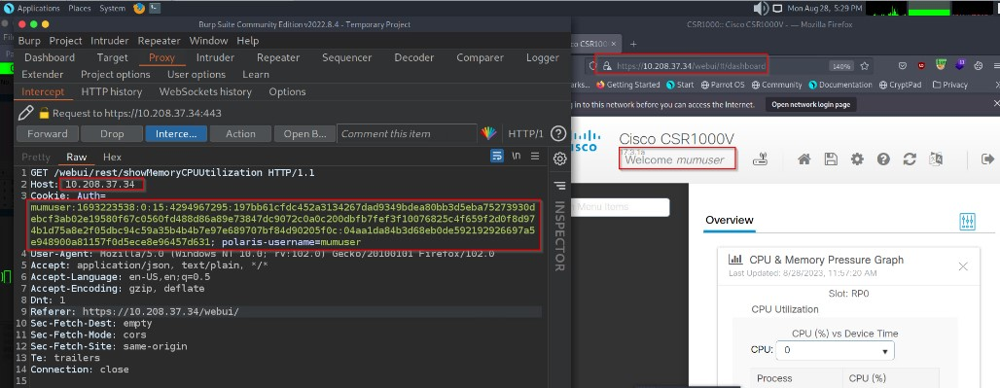 Applications Places System
Mon Aug 28, 5:29 PM
Burp Suite Community Edition v2022.8.4 - Temporary Project
CSR1000:: Cisco CSR1000V - — Mozilla Firefox
Burp Project Intruder Repeater Window Help
Dashboard Target Proxy Intruder Repeater Sequencer Decoder Comparer Logger
Extender Project options User options Learn
Intercept HTTP history WebSockets history Options
Request to https://10.208.37.34:443
Forward Drop Interce... Action Open B... Comment this item HTTP/1
Pretty Raw Hex
\n
1 GET /webui/rest/showMemoryCPUUtilization HTTP/1.1
2 Host: 10.208.37.34
3 Cookie: Auth=
mumuser:1693223538:0:15:4294967295:197bb61cfdc452a3134267dad9349bdea80bb3d5eba75273930d
ebcf3ab02e19580f67c0560fd488d86a89e73847dc9072c0a0c200dbfb7fef3f10076825c4f659f2d0f8d97
4b1d75a8e2f05dbc94c59a35b4b4b7e97e689707bf84d90205f0c:04aa1da84b3d68eb0de592192926697a5
e948900a81157f0d5ece8e96457d631; polaris-username=mumuser
4 User-Agent: Mozilla/5.0 (Windows NT 10.0; rv:102.0) Gecko/20100101 Firefox/102.0
5 Accept: application/json, text/plain, */*
6 Accept-Language: en-US,en;q=0.5
7 Accept-Encoding: gzip, deflate
8 Dnt: 1
9 Referer: https://10.208.37.34/webui/
10 Sec-Fetch-Dest: empty
11 Sec-Fetch-Mode: cors
12 Sec-Fetch-Site: same-origin
13 Te: trailers
14 Connection: close
15
INSPECTOR
co CSR100
https://10.208.37.34/webui/#/dashboard
140%
rks... Getting Started Start Parrot OS Community Documentation Git CryptPad Privacy
in to this network before you can access the Internet.
Open network login page
isco
Cisco CSR1000V
17.3.1a
Welcome mumuser
Menu Items
Overview
CPU & Memory Pressure Graph
Last Updated: 8/28/2023, 11:57:20 AM
Slot: RP0
CPU Utilization
CPU (%) vs Device Time
CPU: 0
Process CPU (%)